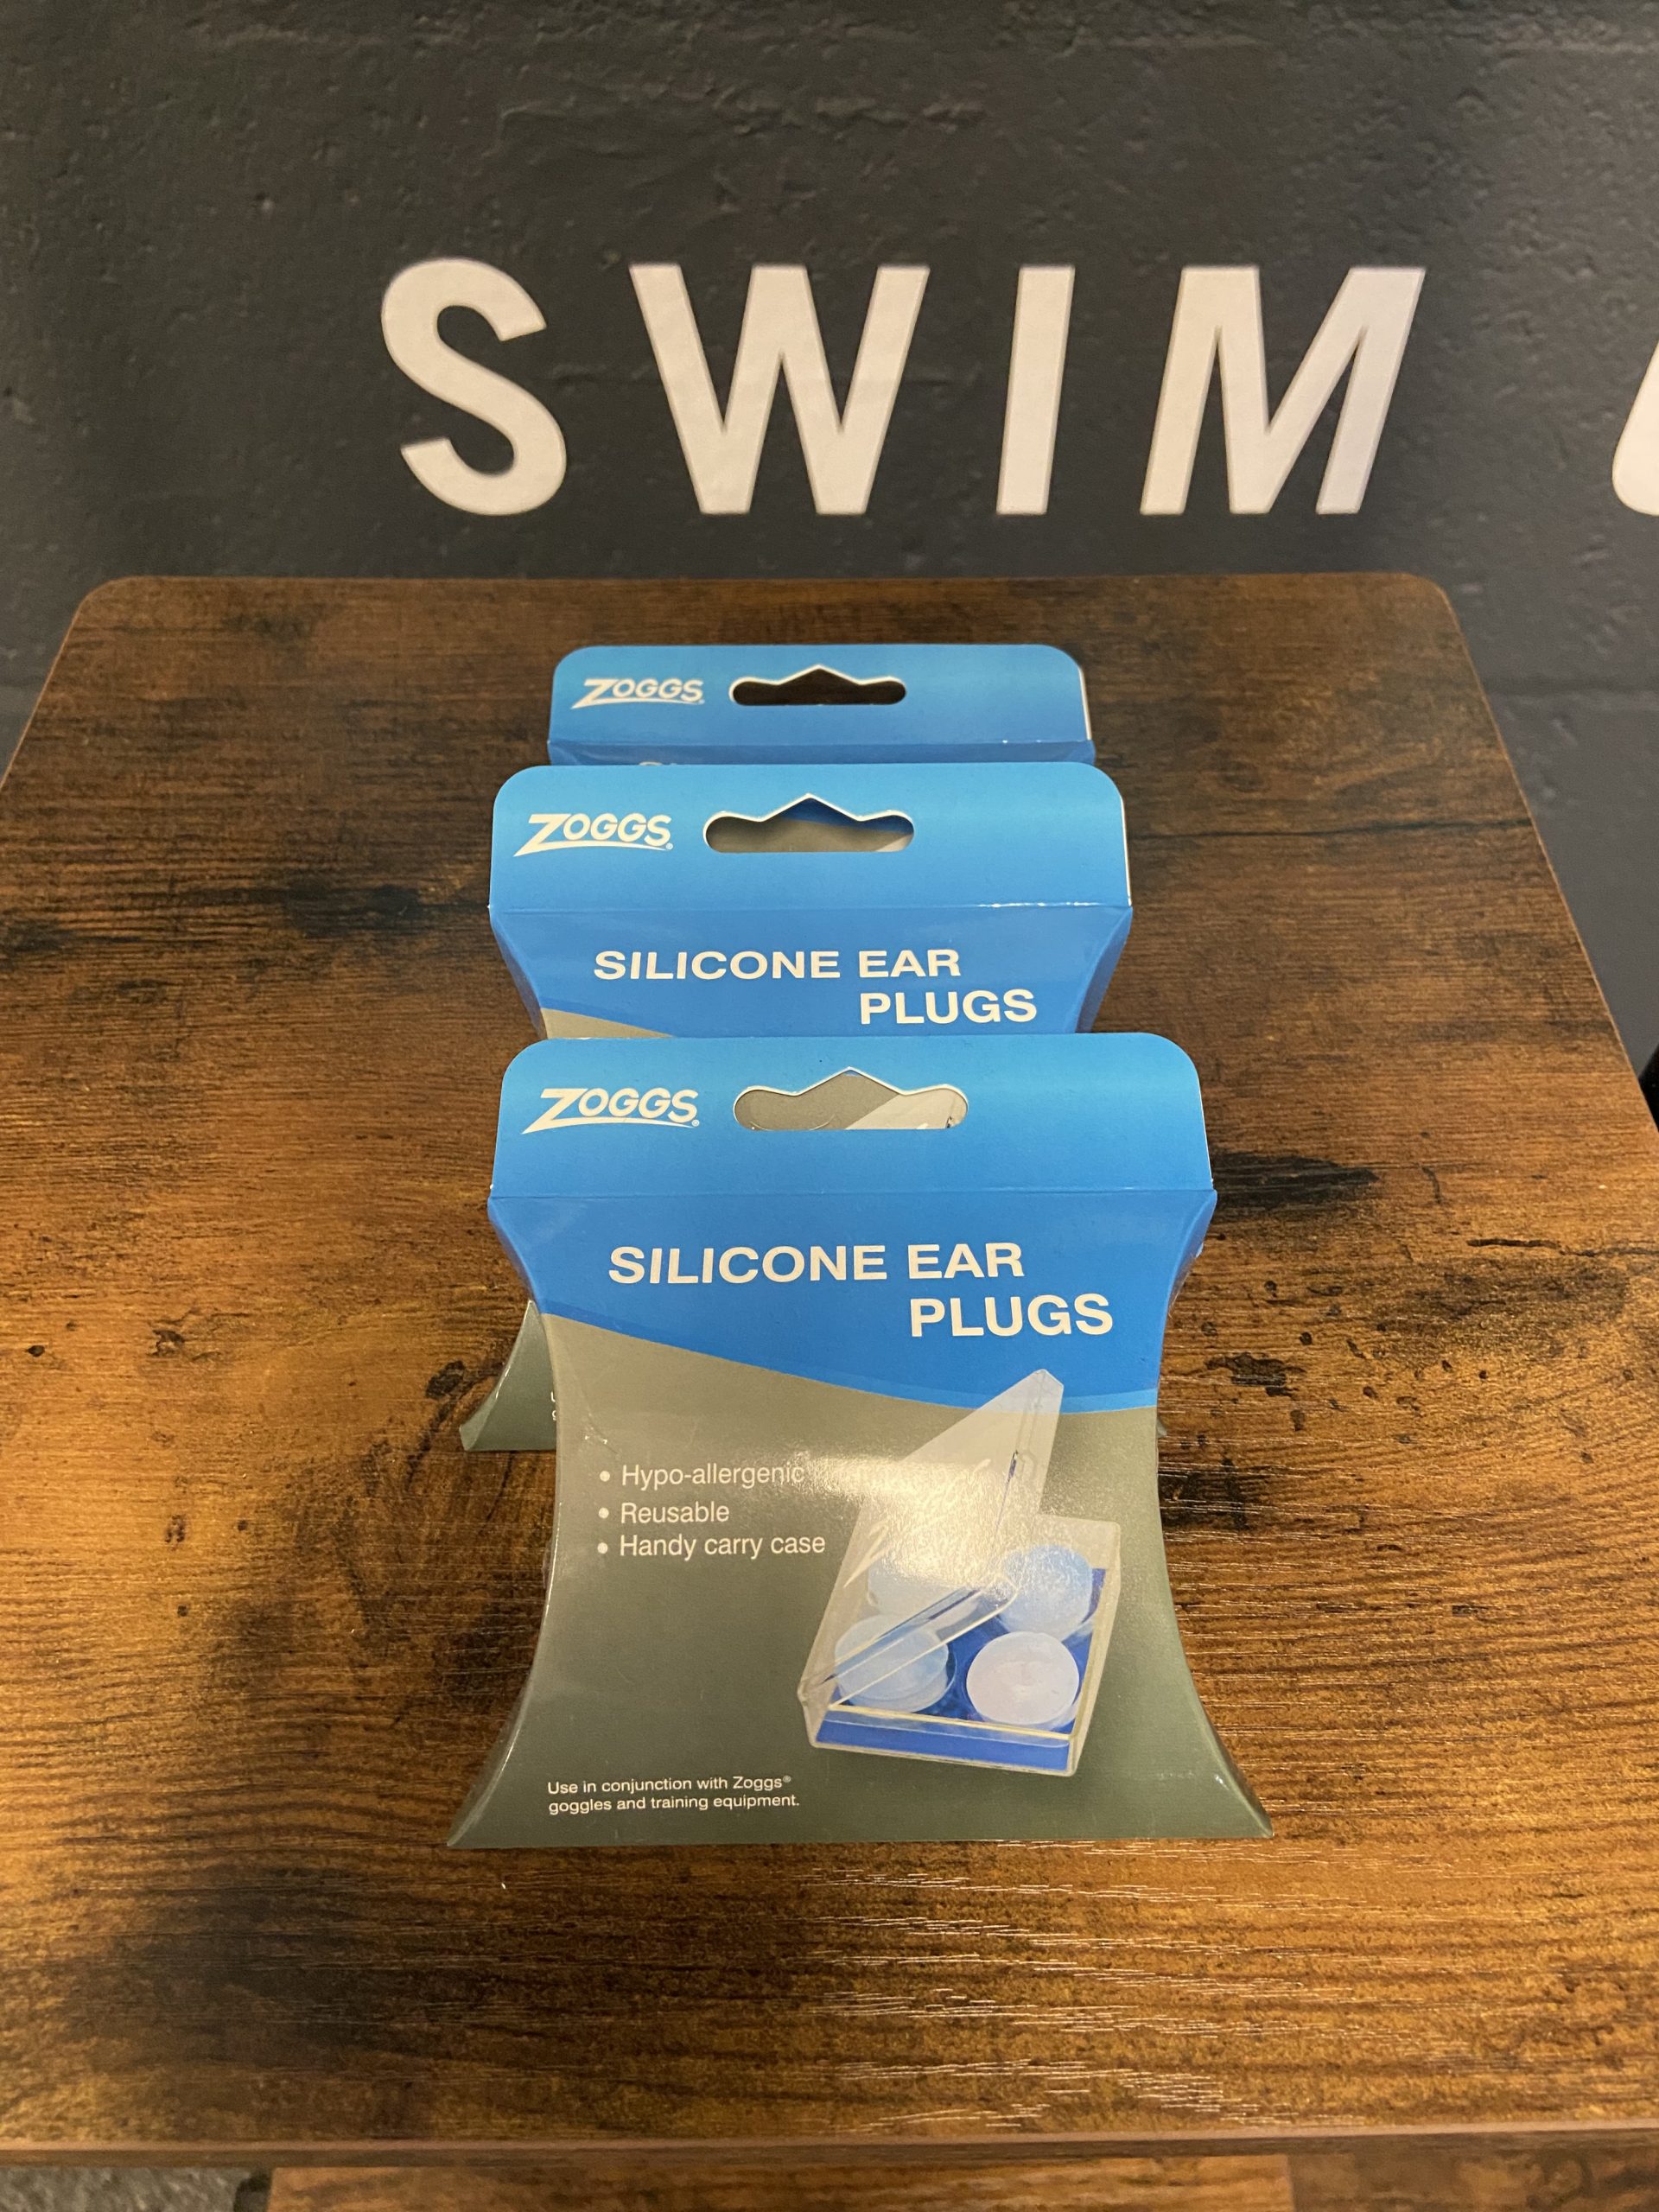 SWIM
ZOGGS
ZOGGS®
SILICONE EAR
PLUGS
ZOGGS®
SILICONE EAR
PLUGS
• Hypo-allergenic
• Reusable
• Handy carry case
Use in conjunction with Zoggs®
goggles and training equipment.